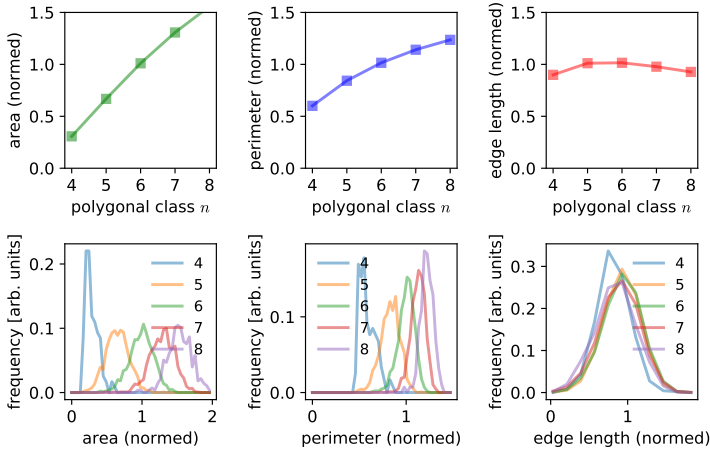 1.5
1.0
0.5
0.0
area (normed)
4 5 6 7 8
polygonal class n
1.5
1.0
0.5
0.0
perimeter (normed)
4 5 6 7 8
polygonal class n
1.5
1.0
0.5
0.0
edge length (normed)
4 5 6 7 8
polygonal class n
0.2
0.1
0.0
frequency [arb. units]
4
5
6
7
8
0 1 2
area (normed)
0.1
0.0
frequency [arb. units]
4
5
6
7
8
0 1
perimeter (normed)
0.3
0.2
0.1
0.0
frequency [arb. units]
4
5
6
7
8
0 1
edge length (normed)